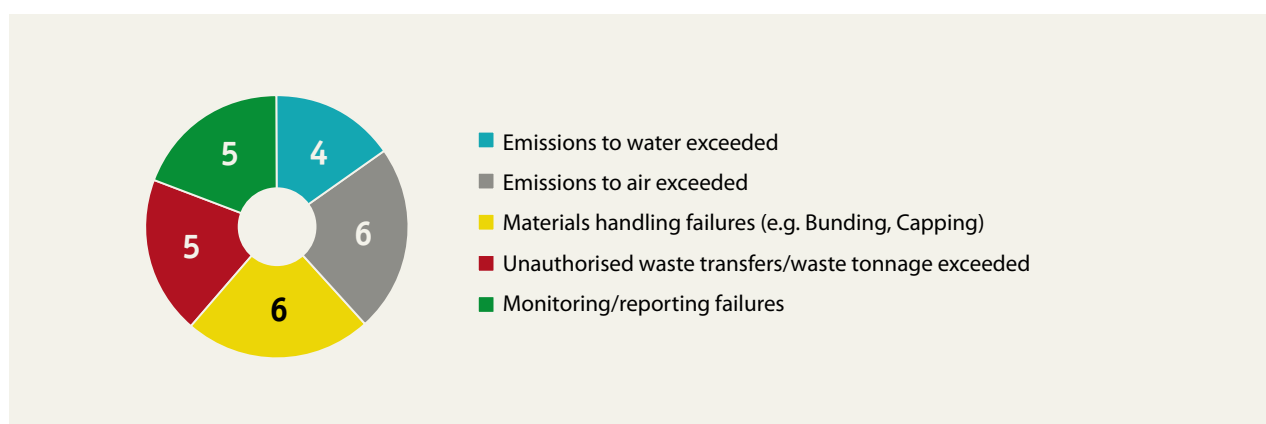 5
4
5
6
6
Emissions to water exceeded
Emissions to air exceeded
Materials handling failures (e.g. Bunding, Capping)
Unauthorised waste transfers/waste tonnage exceeded
Monitoring/reporting failures